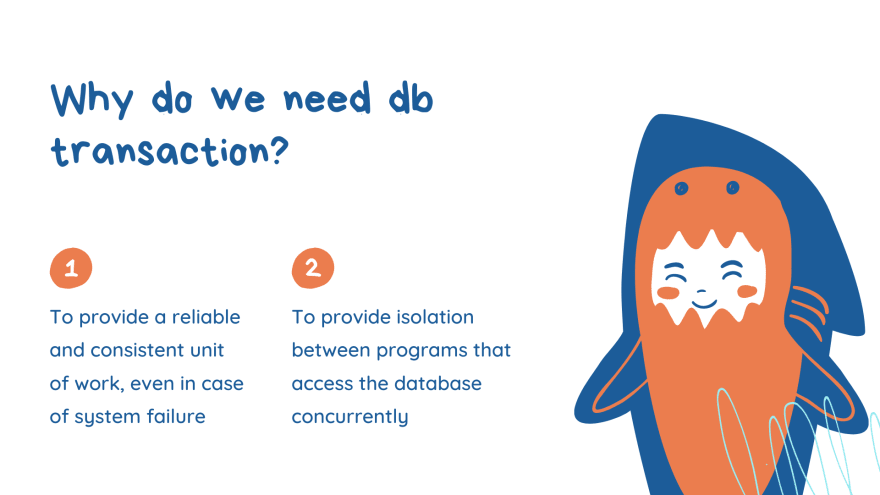 Why do we need db
transaction?
1
To provide a reliable
and consistent unit
of work, even in case
of system failure
2
To provide isolation
between programs that
access the database
concurrently